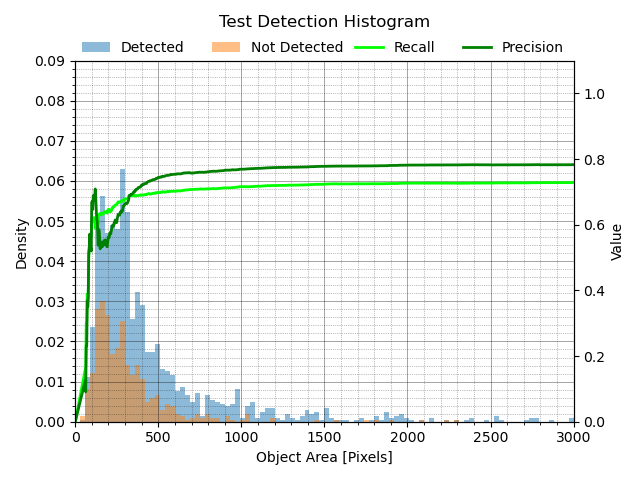 Test Detection Histogram
Detected Not Detected Recall Precision
0.09
0.08
0.07
0.06
0.05
0.04
0.03
0.02
0.01
0.00
Density
1.0
0.8
0.6
0.4
0.2
0.0
Value
0 500 1000 1500 2000 2500 3000
Object Area [Pixels]